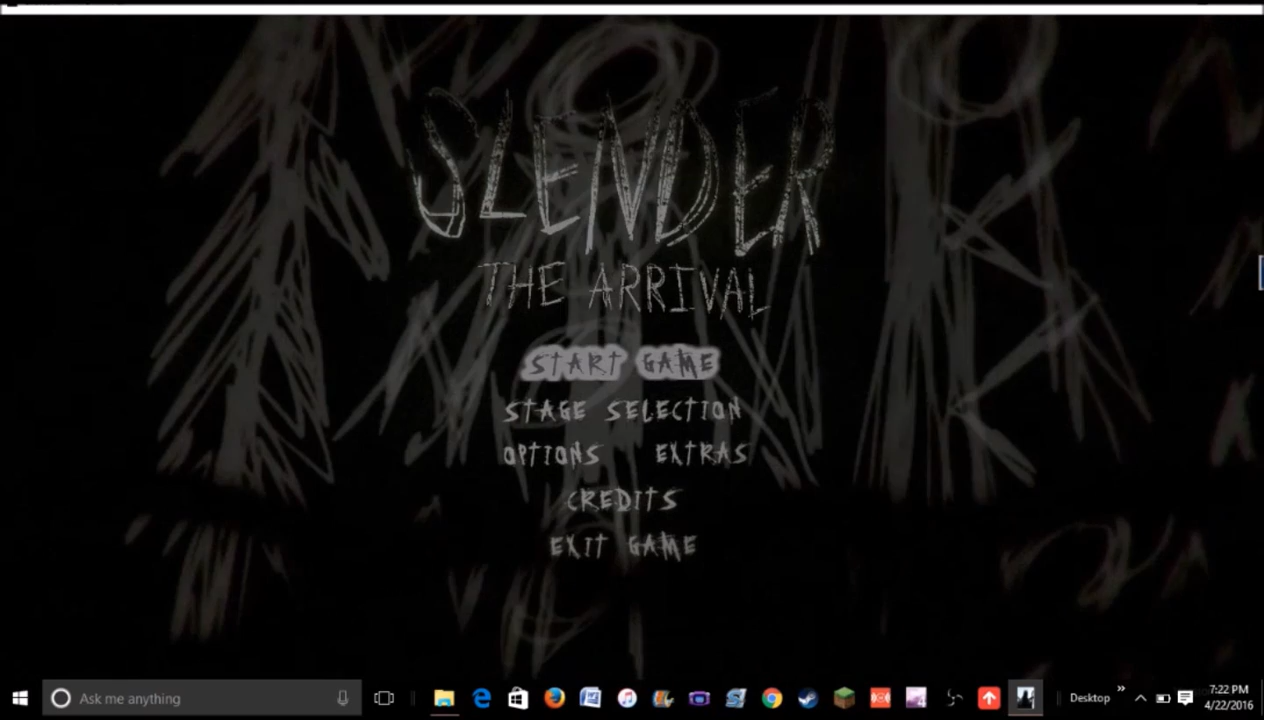 SLENDER
THE ARRIVAL
START GAME
STAGE SELECTION
OPTIONS EXTRAS
CREDITS
EXIT GAME
Ask me anything
Desktop
7:22 PM
4/22/2016